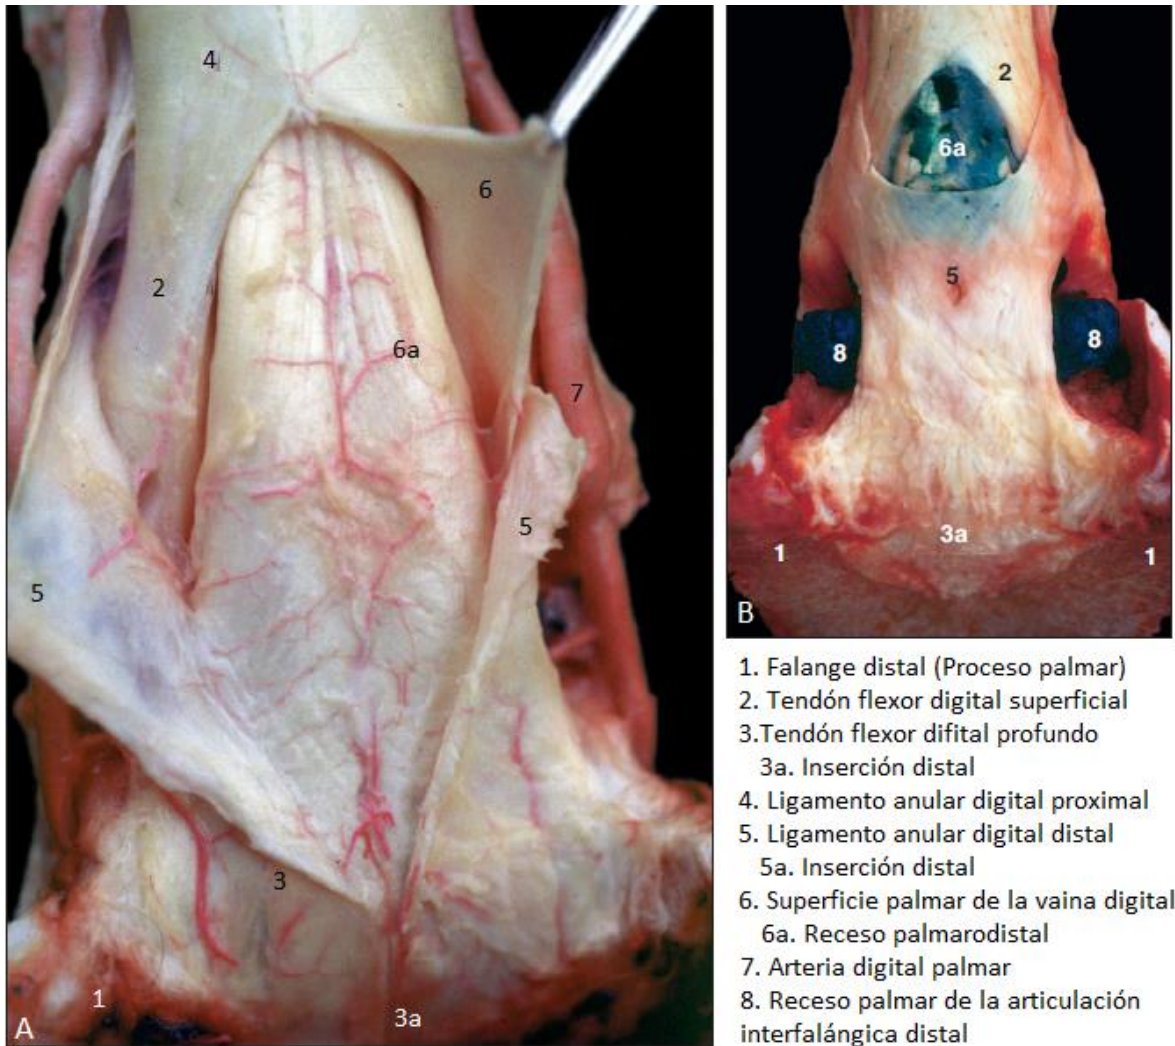 4
6
2
6a
7
5
5
3
1
3a
A
2
6a
5
8
8
3a
1
1
B
1. Falange distal (Proceso palmar)
2. Tendón flexor digital superficial
3.Tendón flexor difital profundo
3a. Inserción distal
4. Ligamento anular digital proximal
5. Ligamento anular digital distal
5a. Inserción distal
6. Superficie palmar de la vaina digital
6a. Receso palmarodistal
7. Arteria digital palmar
8. Receso palmar de la articulación
interfalángica distal